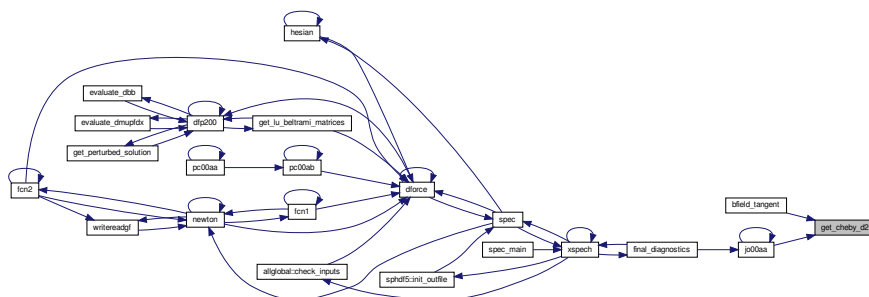 hesian
evaluate_dbb
evaluate_dmupfdx
dfp200
get_lu_beltrami_matrices
get_perturbed_solution
pc00aa
pc00ab
fcn2
dforce
newton
fcn1
writereadgf
spec
bfield_tangent
get_cheby_d2
spec_main
xspech
final_diagnostics
jo00aa
allglobal::check_inputs
sphdf5::init_outfile